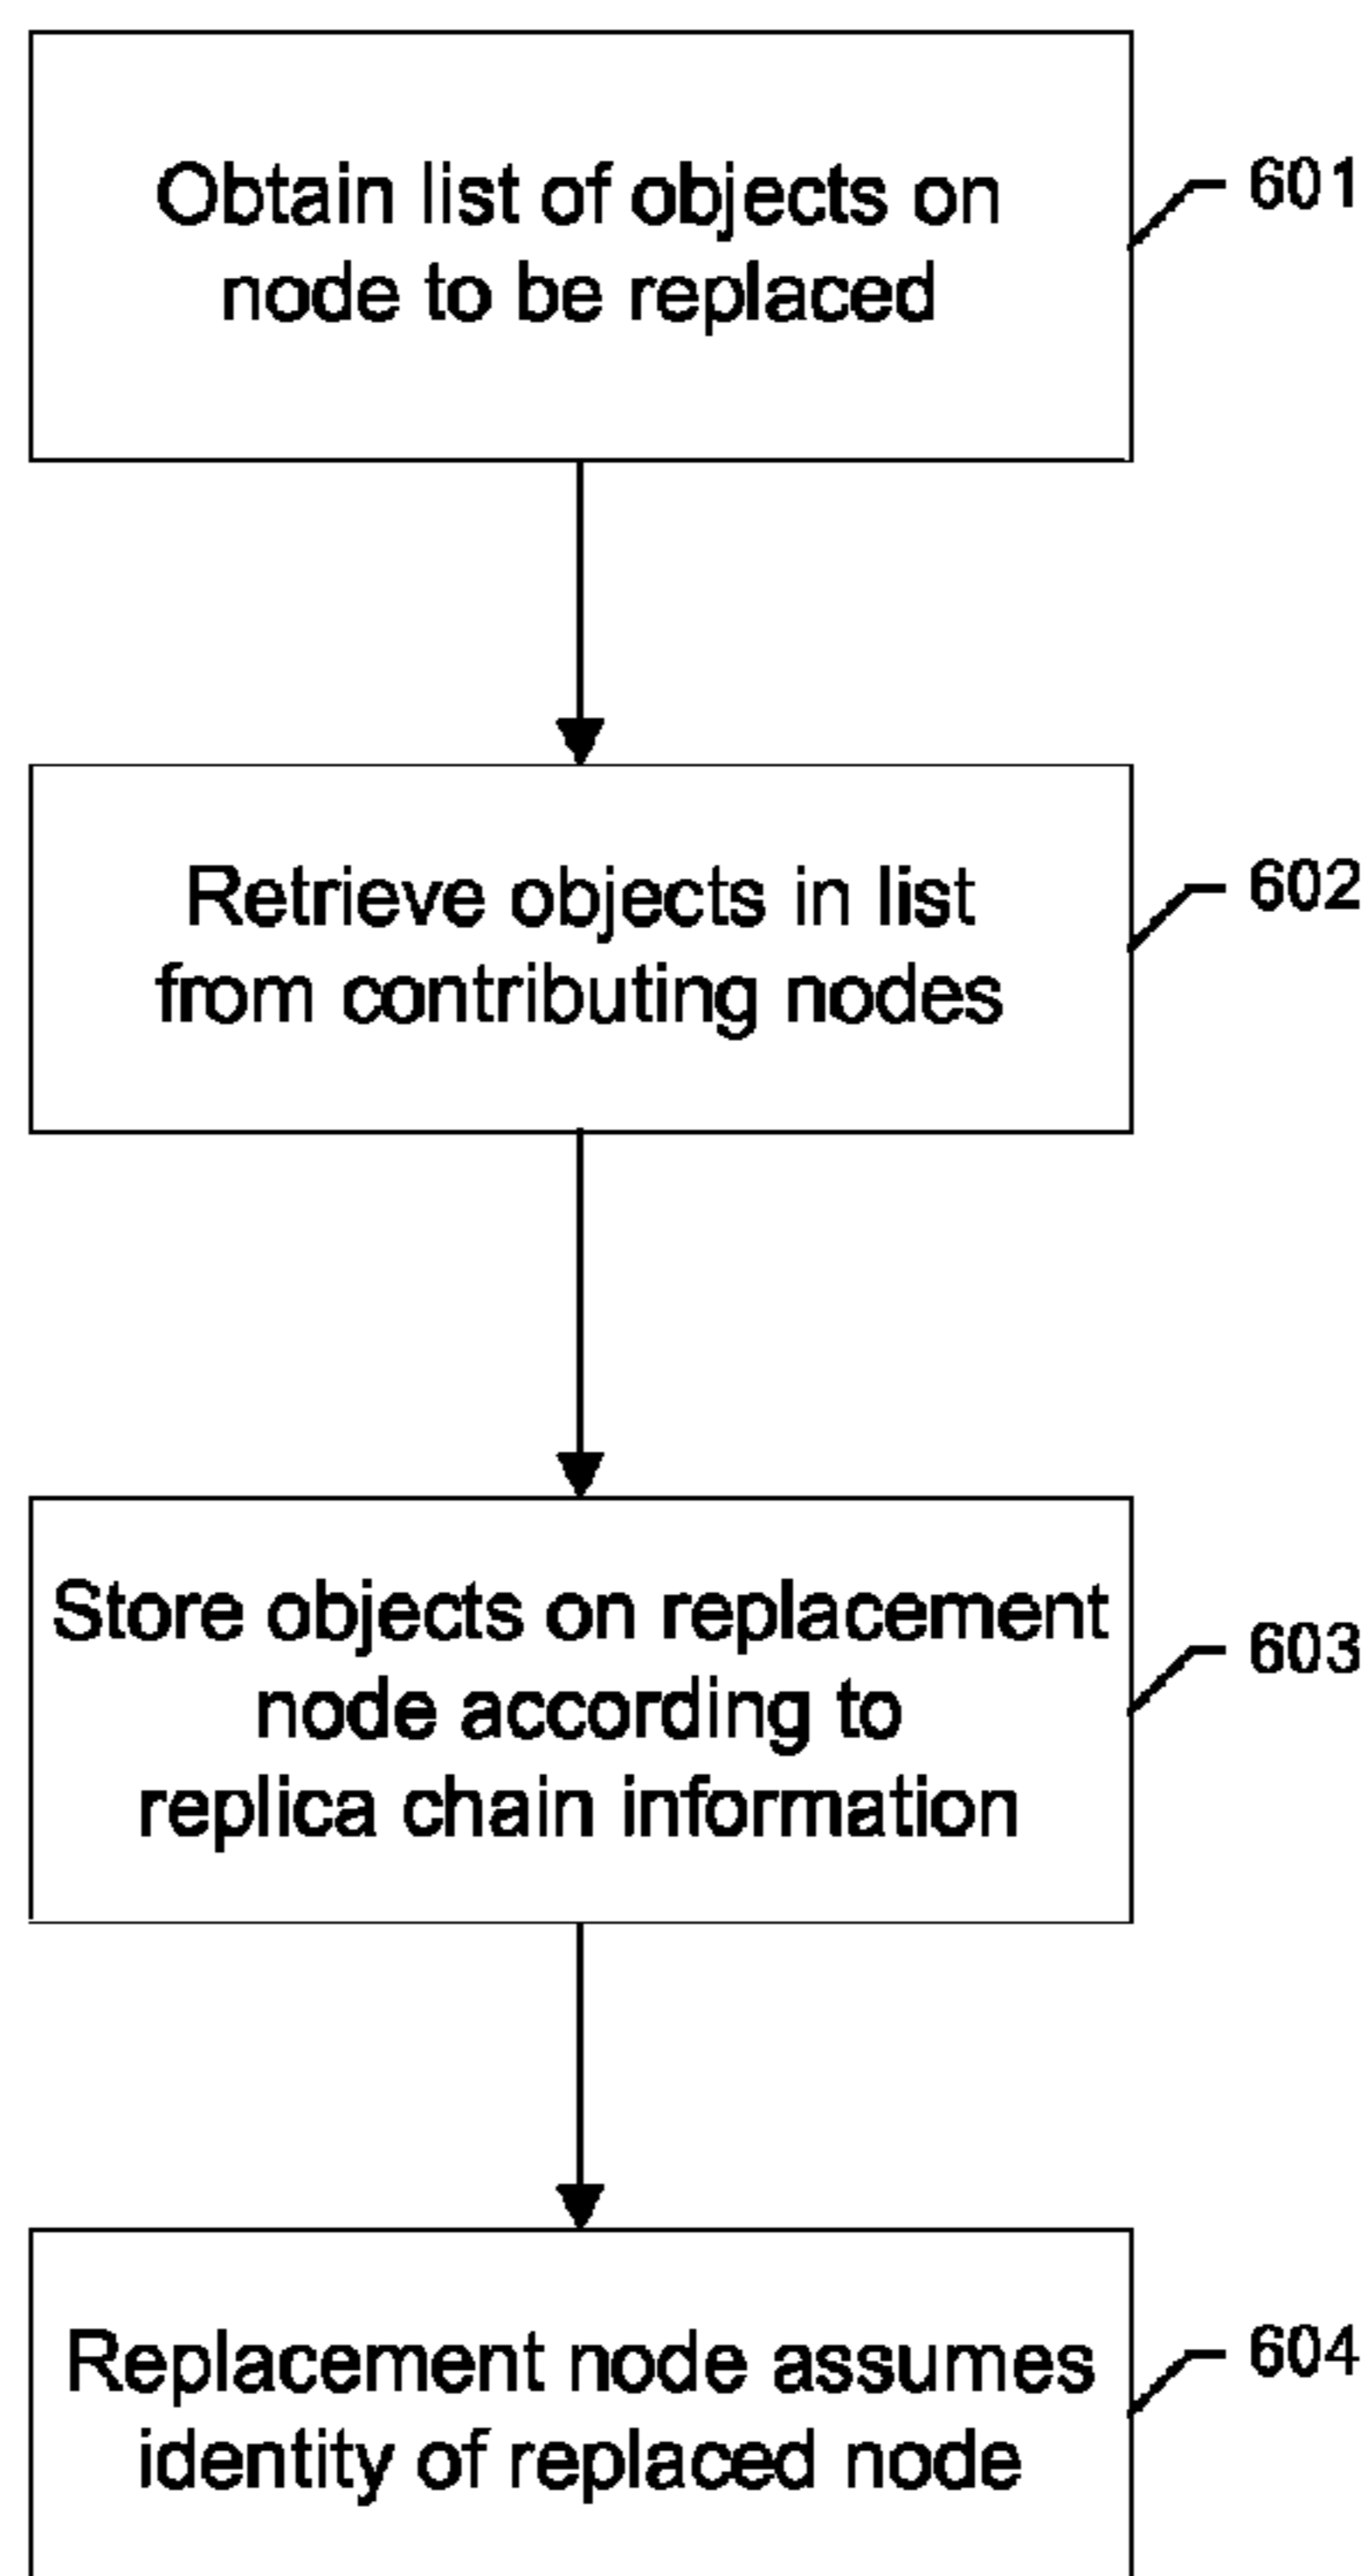 Obtain list of objects on
node to be replaced
601
Retrieve objects in list
from contributing nodes
602
Store objects on replacement
node according to
replica chain information
603
Replacement node assumes
identity of replaced node
604